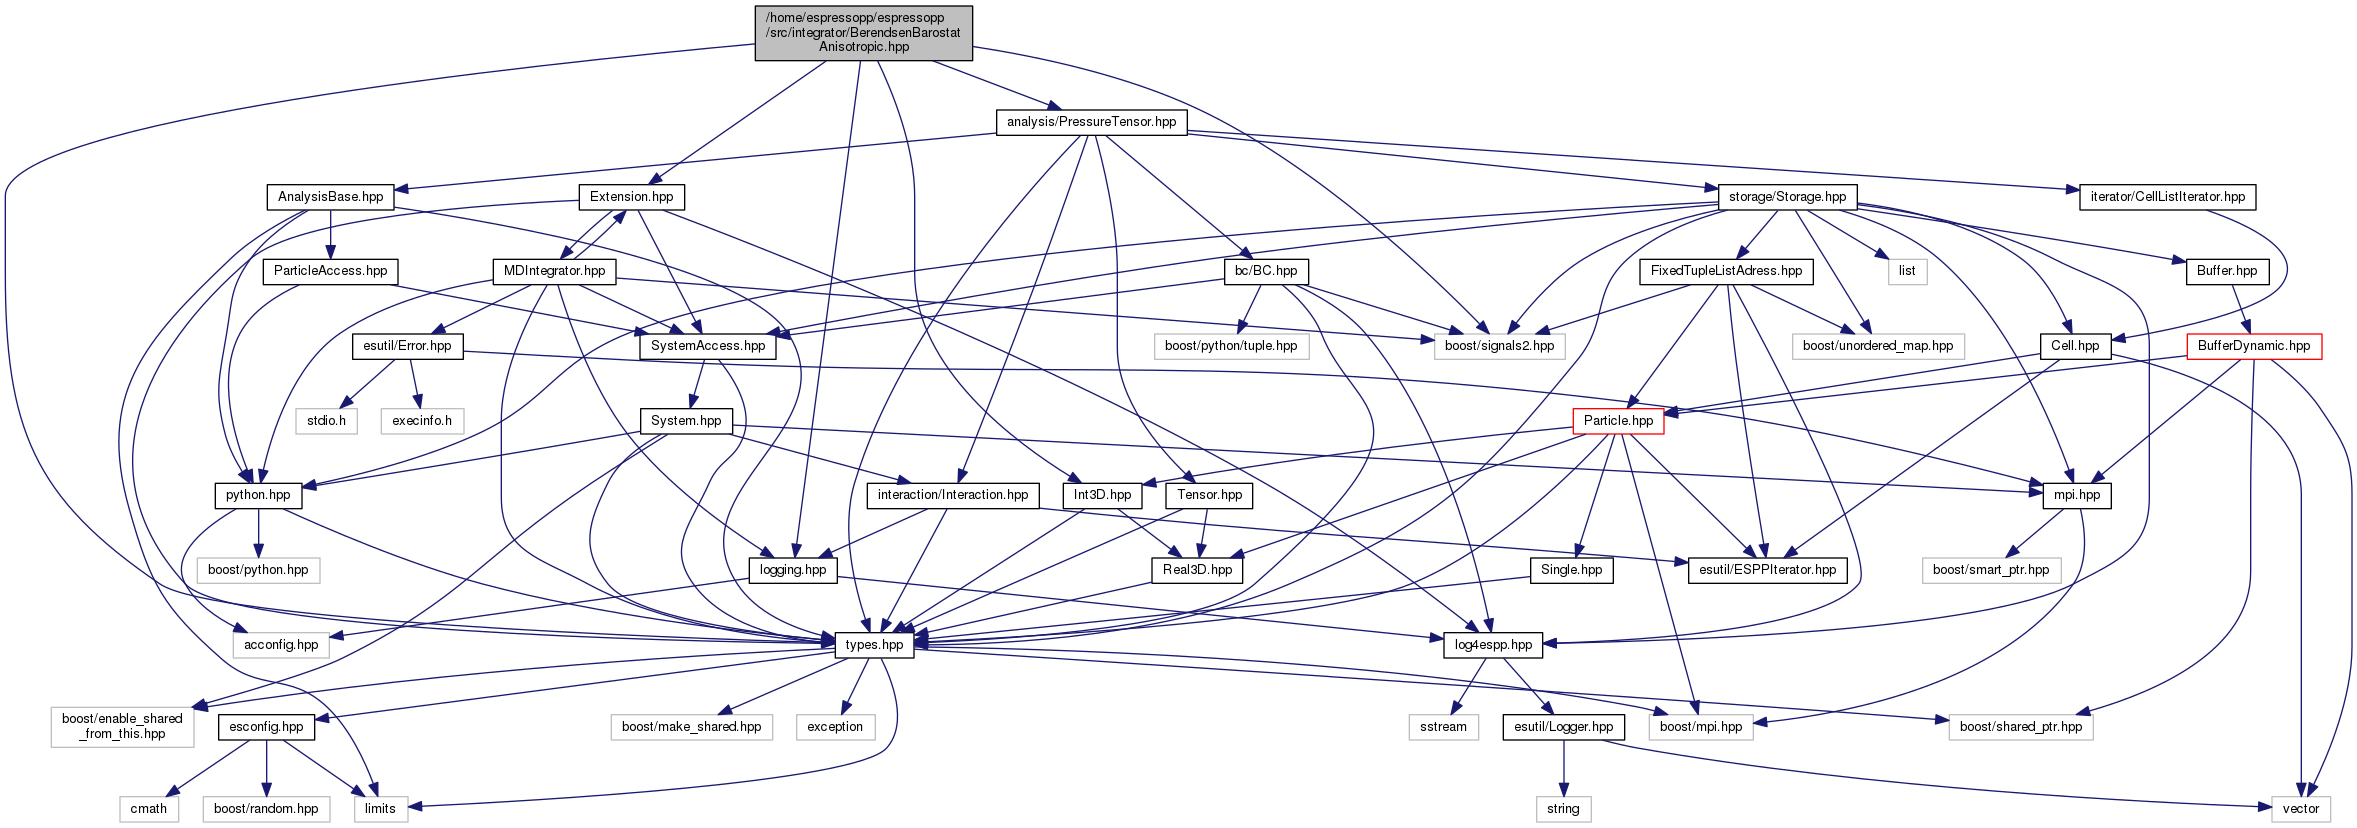 /home/espressopp/espressopp
/src/integrator/BerendsenBarostat
Anisotropic.hpp
analysis/PressureTensor.hpp
AnalysisBase.hpp
Extension.hpp
storage/Storage.hpp
iterator/CellListIterator.hpp
ParticleAccess.hpp
MDIntegrator.hpp
bc/BC.hpp
FixedTupleListAdress.hpp
list
Buffer.hpp
esutil/Error.hpp
SystemAccess.hpp
boost/python/tuple.hpp
boost/signals2.hpp
boost/unordered_map.hpp
Cell.hpp
BufferDynamic.hpp
stdio.h
execinfo.h
System.hpp
Particle.hpp
python.hpp
interaction/Interaction.hpp
Int3D.hpp
Tensor.hpp
mpi.hpp
boost/python.hpp
logging.hpp
Real3D.hpp
Single.hpp
esutil/ESPPIterator.hpp
boost/smart_ptr.hpp
acconfig.hpp
types.hpp
log4espp.hpp
boost/enable_shared
_from_this.hpp
esconfig.hpp
boost/make_shared.hpp
exception
sstream
esutil/Logger.hpp
boost/mpi.hpp
boost/shared_ptr.hpp
cmath
boost/random.hpp
limits
string
vector